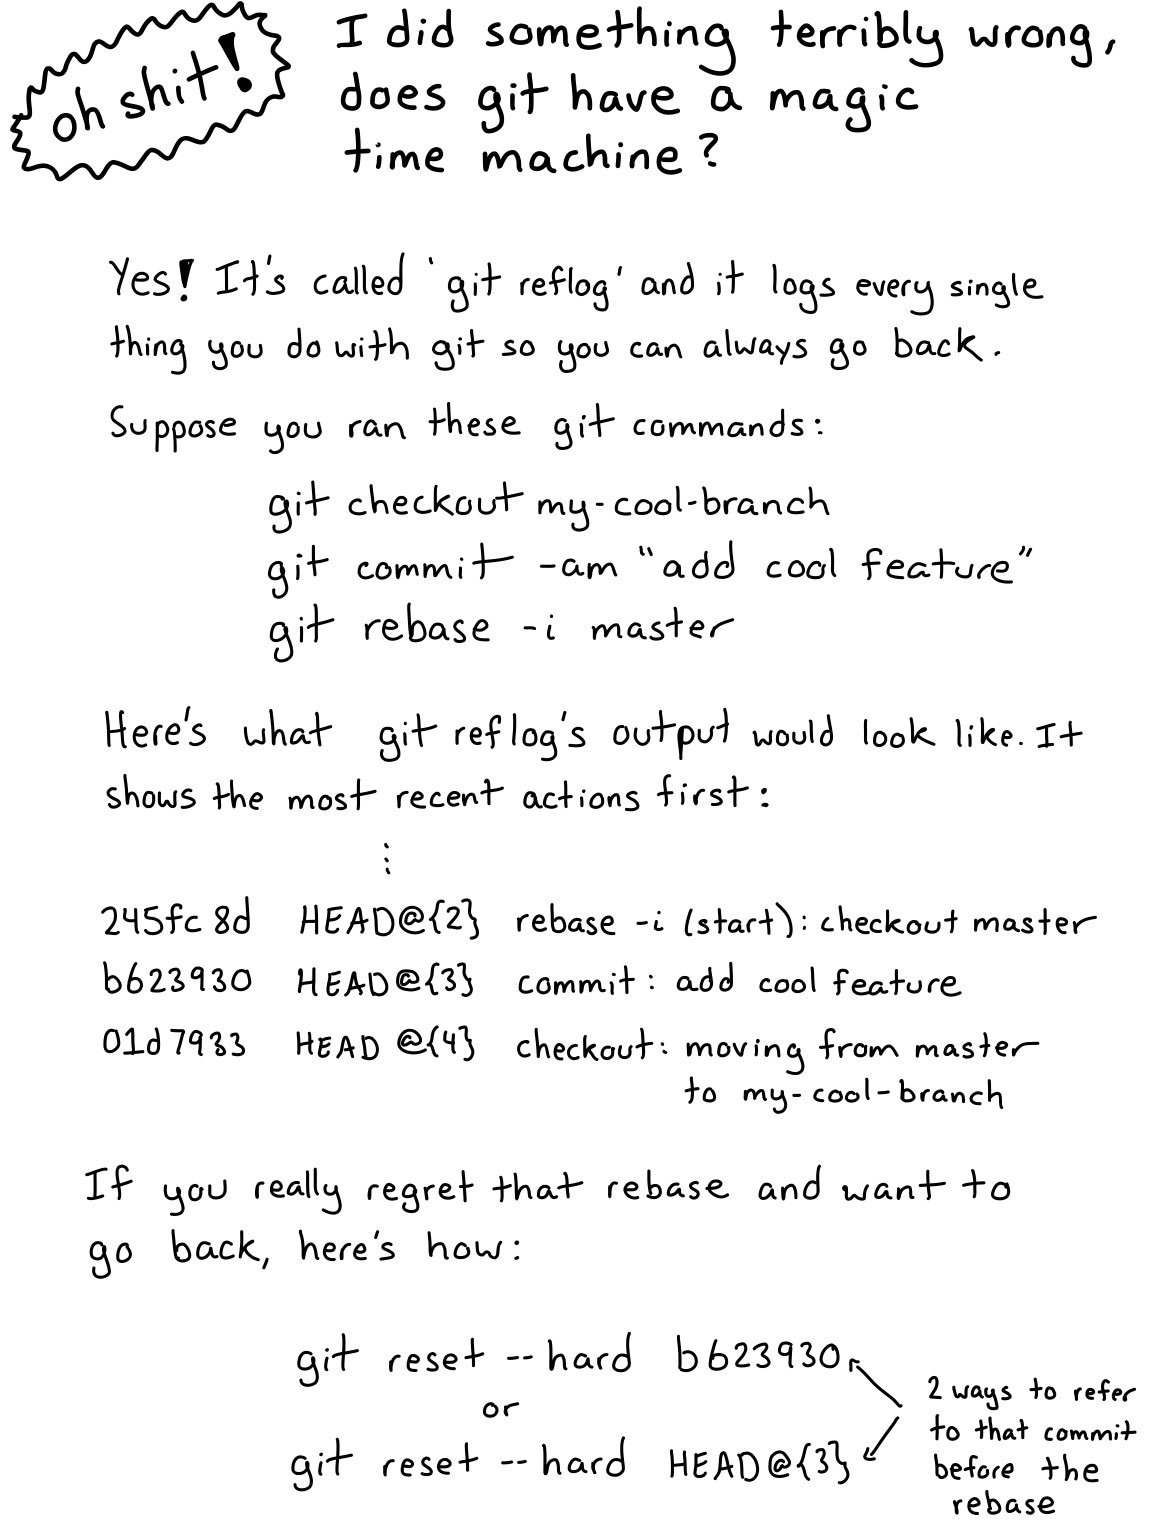 oh shit!
I did something terribly wrong,
does git have a magic
time machine?
Yes! It's called 'git reflog' and it logs every single
thing you do with git so you can always go back.
Suppose you ran these git commands:
git checkout my-cool-branch
git commit -am "add cool feature"
git rebase -i master
Here's what git reflog's output would look like. It
shows the most recent actions first:
⋮
245fc8d HEAD@{2} rebase -i (start): checkout master
b623930 HEAD@{3} commit: add cool feature
01d7933 HEAD@{4} checkout: moving from master
to my-cool-branch
If you really regret that rebase and want to
go back, here's how:
git reset --hard b623930
or
git reset --hard HEAD@{3}
2 ways to refer
to that commit
before the
rebase